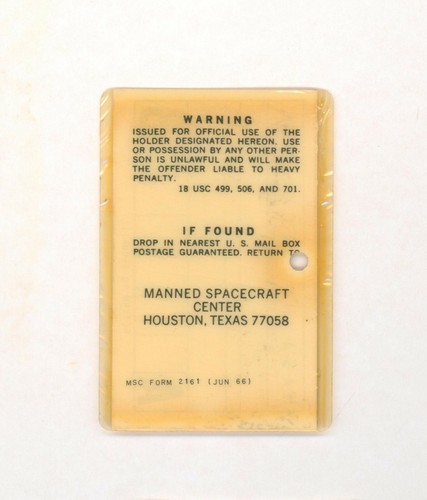 WARNING
ISSUED FOR OFFICIAL USE OF THE
HOLDER DESIGNATED HEREON. USE
OR POSSESSION BY ANY OTHER PER-
SON IS UNLAWFUL AND WILL MAKE
THE OFFENDER LIABLE TO HEAVY
PENALTY.
18 USC 499, 506, AND 701.
IF FOUND
DROP IN NEAREST U. S. MAIL BOX
POSTAGE GUARANTEED. RETURN TO
MANNED SPACECRAFT
CENTER
HOUSTON, TEXAS 77058
MSC FORM 2161 (JUN 66)